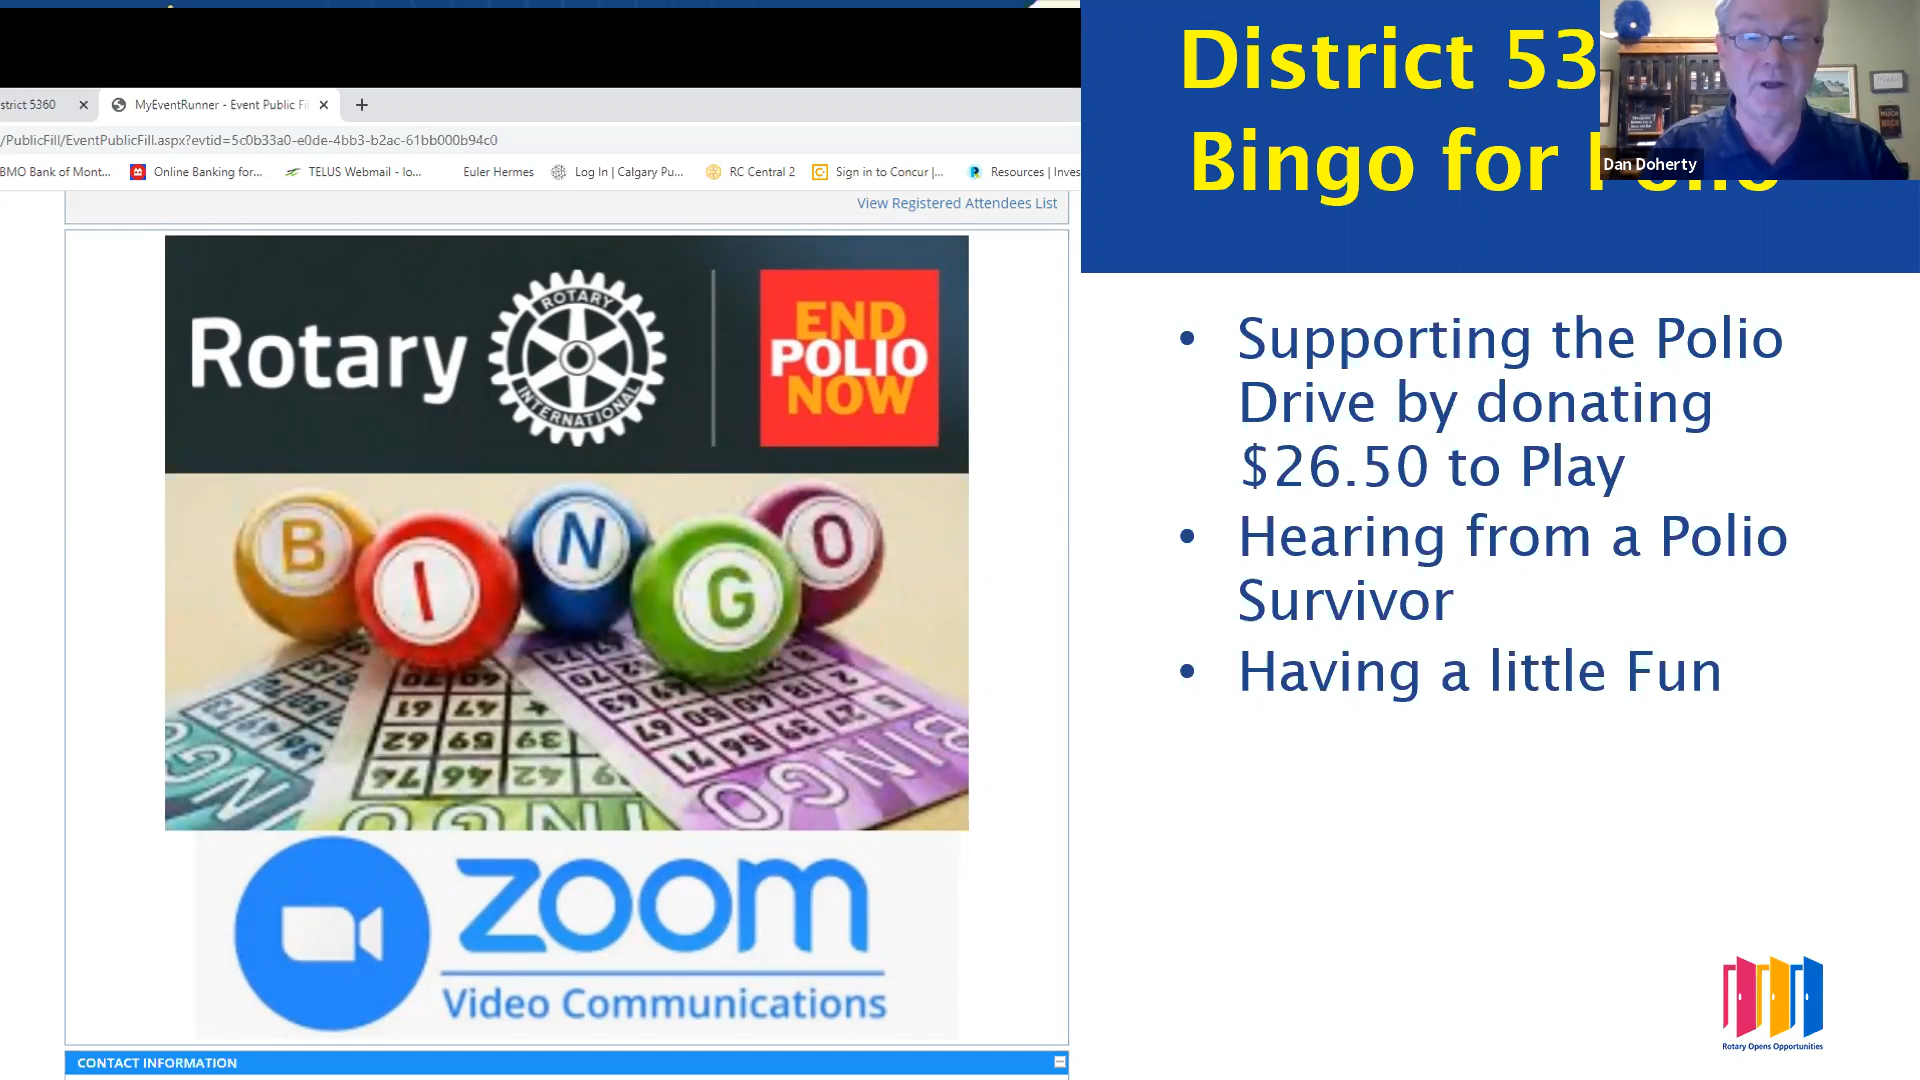 strict 5360
MyEventRunner - Event Public Fi
/PublicFill/EventPublicFill.aspx?evtid=5c0b33a0-e0de-4bb3-b2ac-61bb000b94c0
BMO Bank of Mont...
Online Banking for...
TELUS Webmail - lo...
Euler Hermes
Log In | Calgary Pu...
RC Central 2
Sign in to Concur |...
Resources | Inves
View Registered Attendees List
Rotary
ROTARY
INTERNATIONAL
END
POLIO
NOW
B I N G O
BINGO
zoom
Video Communications
CONTACT INFORMATION
District 53
Bingo for Polio
Dan Doherty
• Supporting the Polio
Drive by donating
$26.50 to Play
• Hearing from a Polio
Survivor
• Having a little Fun
Rotary Opens Opportunities